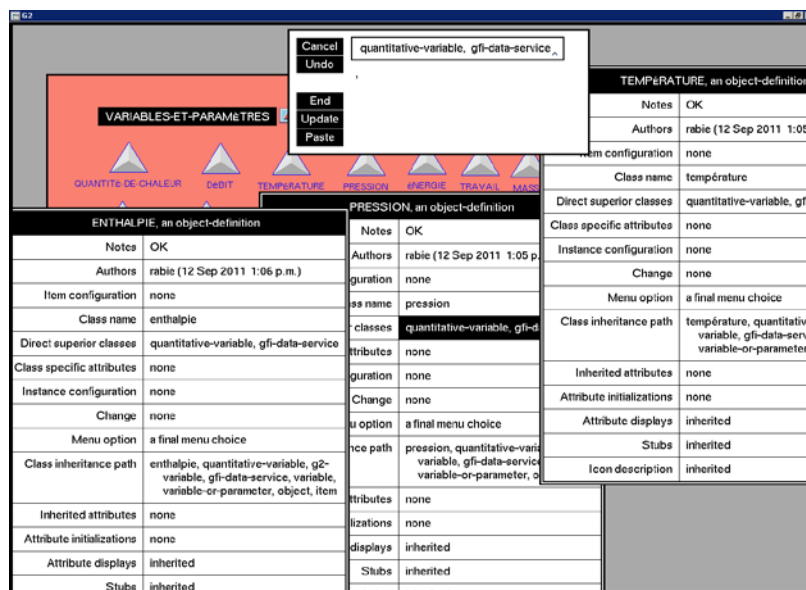 G2
Cancel
Undo
End
Update
Paste
quantitative-variable, gfi-data-service
,
VARIABLES-ET-PARAMèTRES
QUANTITé-DE-CHALEUR
DéBIT
TEMPéRATURE
PRESSION
éNERGIE
TRAVAIL
MASS
ENTHALPIE, an object-definition
Notes OK
Authors rabie (12 Sep 2011 1:06 p.m.)
Item configuration none
Class name enthalpie
Direct superior classes quantitative-variable, gfi-data-service
Class specific attributes none
Instance configuration none
Change none
Menu option a final menu choice
Class inheritance path enthalpie, quantitative-variable, g2-
variable, gfi-data-service, variable,
variable-or-parameter, object, item
Inherited attributes none
Attribute initializations none
Attribute displays inherited
Stubs inherited
PRESSION, an object-definition
Notes OK
Authors rabie (12 Sep 2011 1:05 p.
guration none
ss name pression
r classes quantitative-variable, gfi-d
ttributes none
guration none
Change none
u option a final menu choice
nce path pression, quantitative-vari
variable, gfi-data-service
variable-or-parameter, o
ttributes none
lizations none
displays inherited
Stubs inherited
TEMPéRATURE, an object-definition
Notes OK
Authors rabie (12 Sep 2011 1:05
Item configuration none
Class name température
Direct superior classes quantitative-variable, gf
Class specific attributes none
Instance configuration none
Change none
Menu option a final menu choice
Class inheritance path température, quantitativ
variable, gfi-data-serv
variable-or-parameter
Inherited attributes none
Attribute initializations none
Attribute displays inherited
Stubs inherited
Icon description inherited